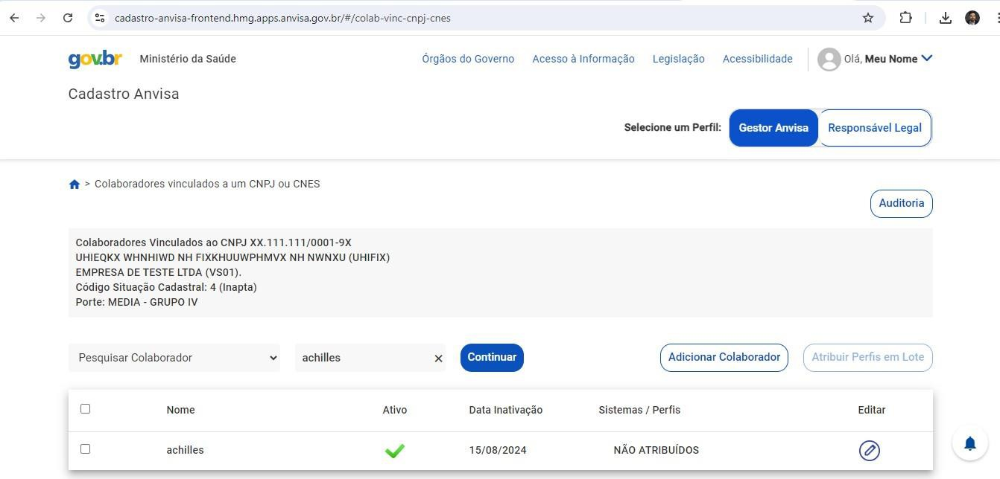 cadastro-anvisa-frontend.hmg.apps.anvisa.gov.br/#/colab-vinc-cnpj-cnes
gov.br Ministério da Saúde Órgãos do Governo Acesso à Informação Legislação Acessibilidade Olá, Meu Nome
Cadastro Anvisa
Selecione um Perfil: Gestor Anvisa Responsável Legal
> Colaboradores vinculados a um CNPJ ou CNES
Auditoria
Colaboradores Vinculados ao CNPJ XX.111.111/0001-9X
UHIEQKX WHNHIWD NH FIXKHUUWPHMVX NH NWNXU (UHIFIX)
EMPRESA DE TESTE LTDA (VS01).
Código Situação Cadastral: 4 (Inapta)
Porte: MEDIA - GRUPO IV
Pesquisar Colaborador achilles × Continuar Adicionar Colaborador Atribuir Perfis em Lote
Nome Ativo Data Inativação Sistemas / Perfis Editar
achilles 15/08/2024 NÃO ATRIBUÍDOS